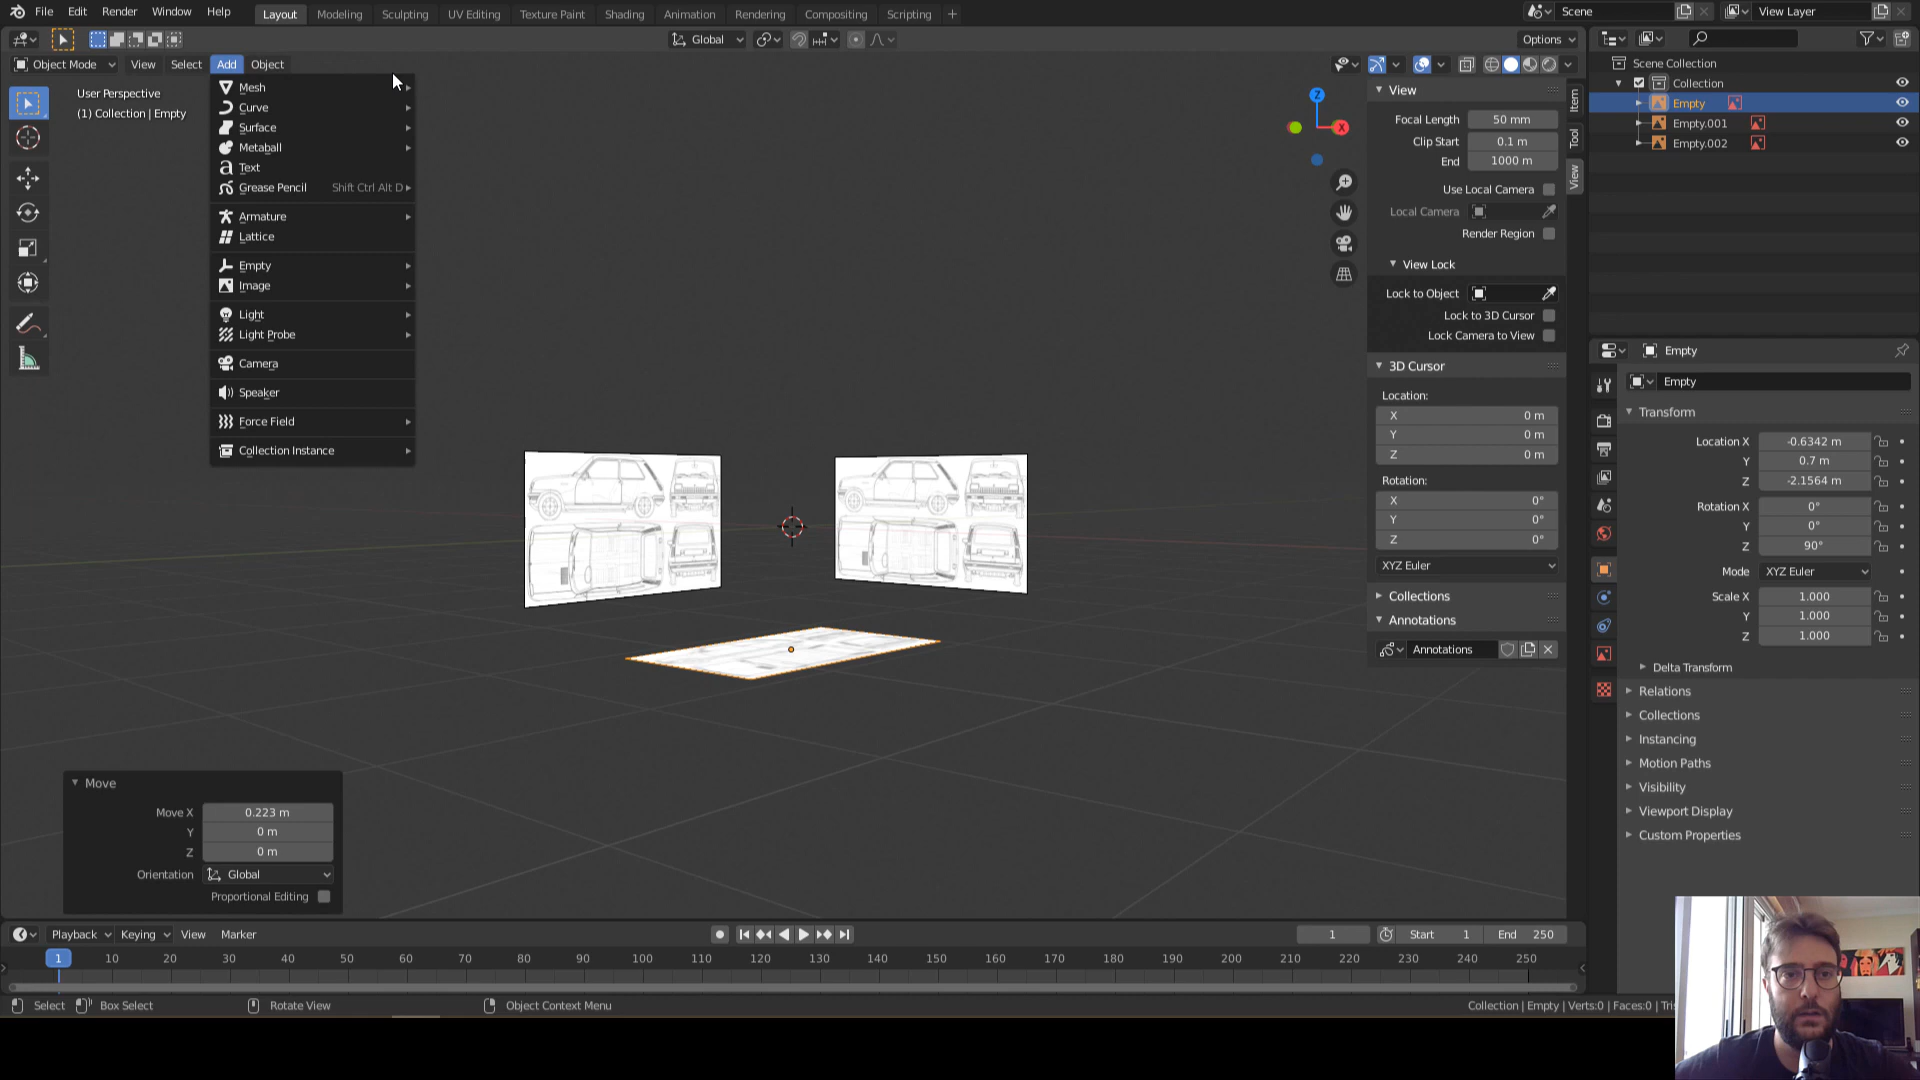 File Edit Render Window Help Layout Modeling Sculpting UV Editing Texture Paint Shading Animation Rendering Compositing Scripting + Scene View Layer
Global Options
Object Mode View Select Add Object
User Perspective
(1) Collection | Empty
Mesh
Curve
Surface
Metaball
Text
Grease Pencil Shift Ctrl Alt D
Armature
Lattice
Empty
Image
Light
Light Probe
Camera
Speaker
Force Field
Collection Instance
Z
X
View
Focal Length 50 mm
Clip Start 0.1 m
End 1000 m
Use Local Camera
Local Camera
Render Region
View Lock
Lock to Object
Lock to 3D Cursor
Lock Camera to View
3D Cursor
Location:
X 0 m
Y 0 m
Z 0 m
Rotation:
X 0°
Y 0°
Z 0°
XYZ Euler
Collections
Annotations
Annotations
Item
Tool
View
Scene Collection
Collection
Empty
Empty.001
Empty.002
Empty
Empty
Transform
Location X -0.6342 m
Y 0.7 m
Z -2.1564 m
Rotation X 0°
Y 0°
Z 90°
Mode XYZ Euler
Scale X 1.000
Y 1.000
Z 1.000
Delta Transform
Relations
Collections
Instancing
Motion Paths
Visibility
Viewport Display
Custom Properties
Move
Move X 0.223 m
Y 0 m
Z 0 m
Orientation Global
Proportional Editing
Playback Keying View Marker 1 Start 1 End 250
1 10 20 30 40 50 60 70 80 90 100 110 120 130 140 150 160 170 180 190 200 210 220 230 240 250
Select Box Select Rotate View Object Context Menu Collection | Empty | Verts:0 | Faces:0 | Tris